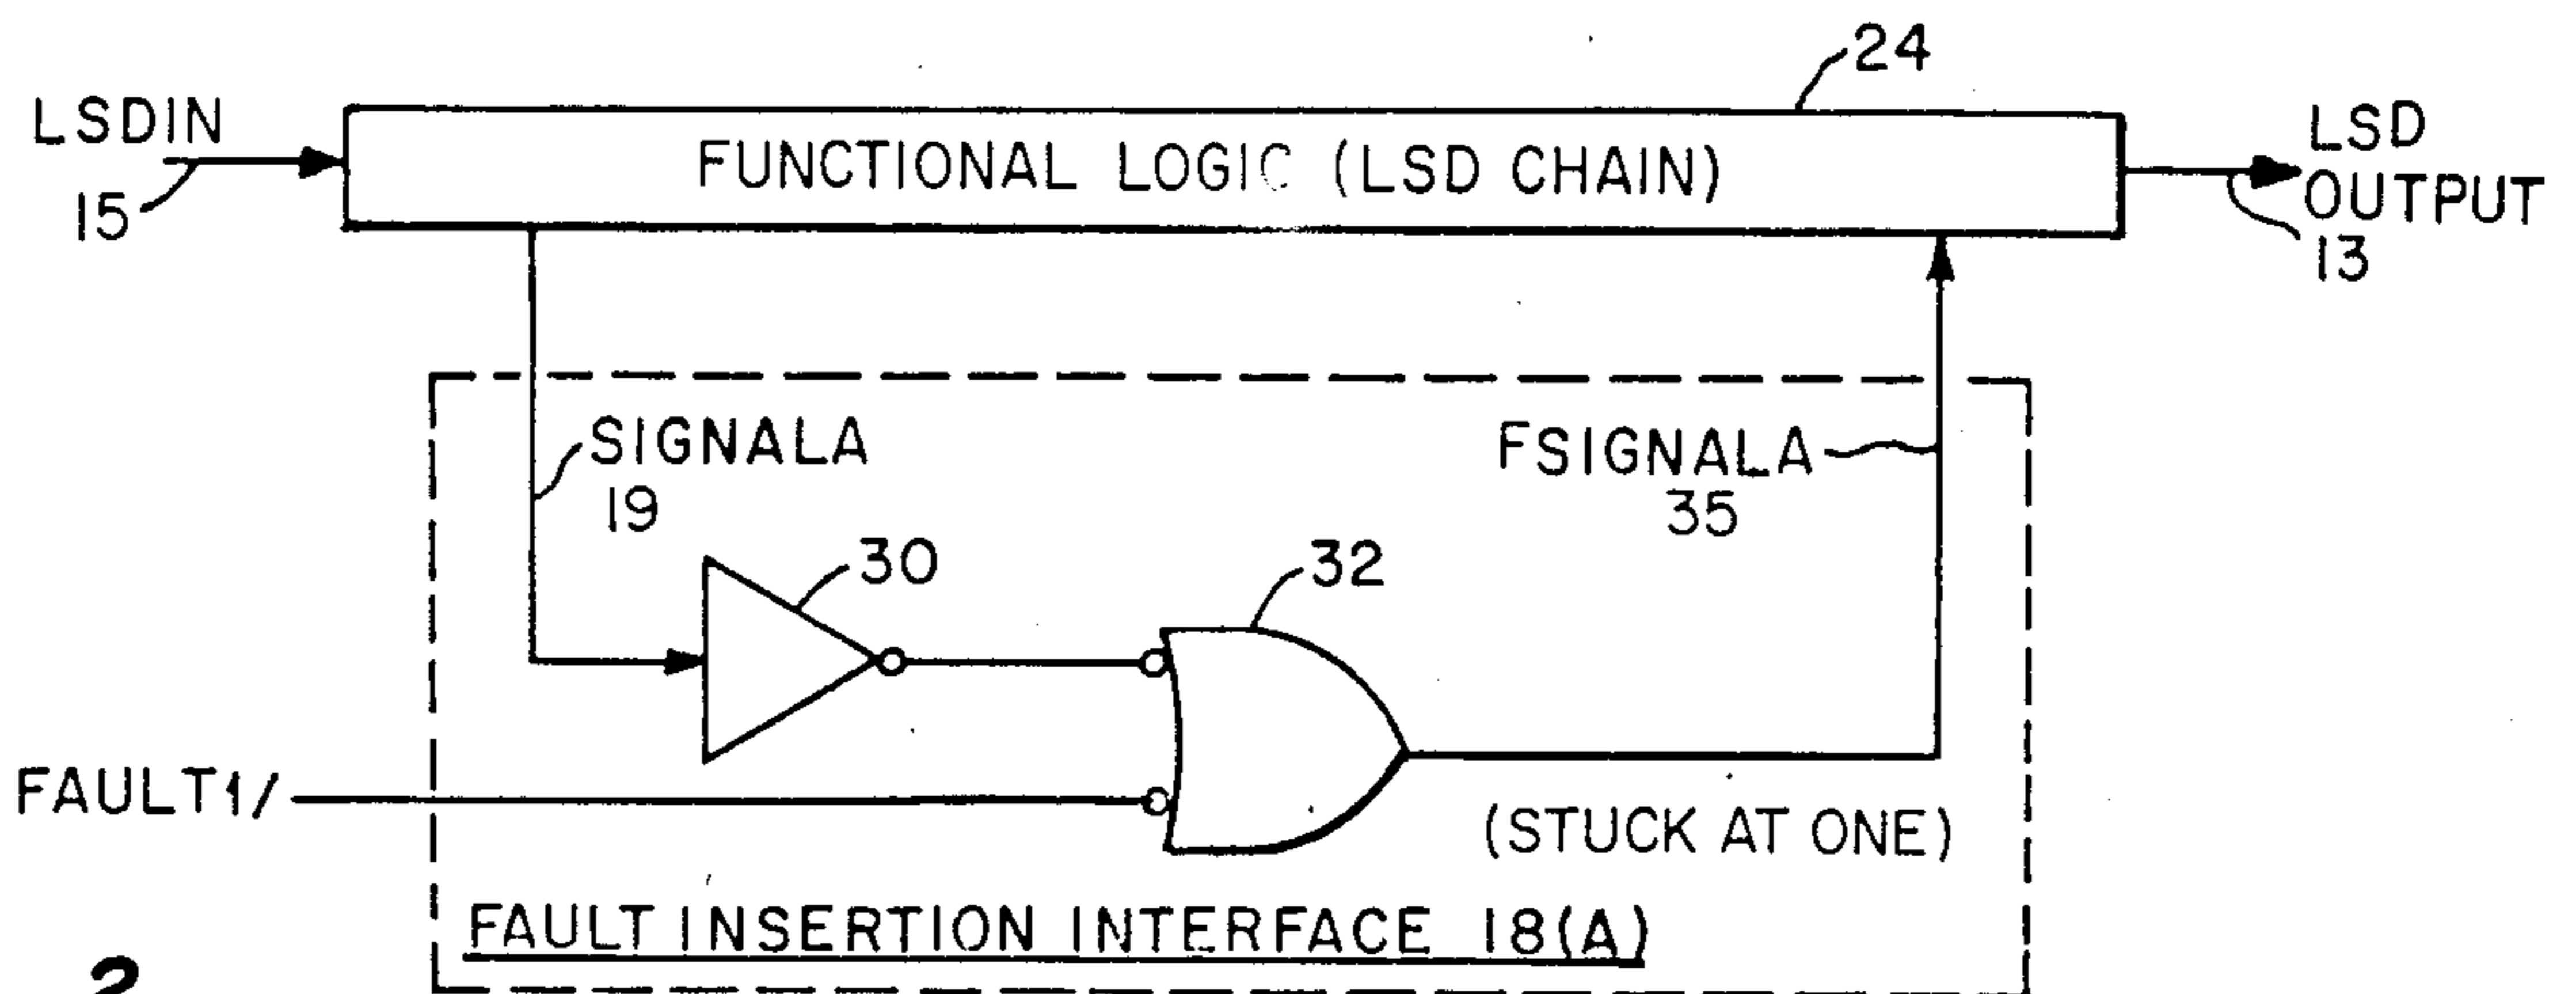 24
LSDIN
15
FUNCTIONAL LOGIC (LSD CHAIN)
LSD
OUTPUT
13
SIGNALA
19
FSIGNALA
35
30
32
FAULT1/
(STUCK AT ONE)
FAULT INSERTION INTERFACE 18(A)
2